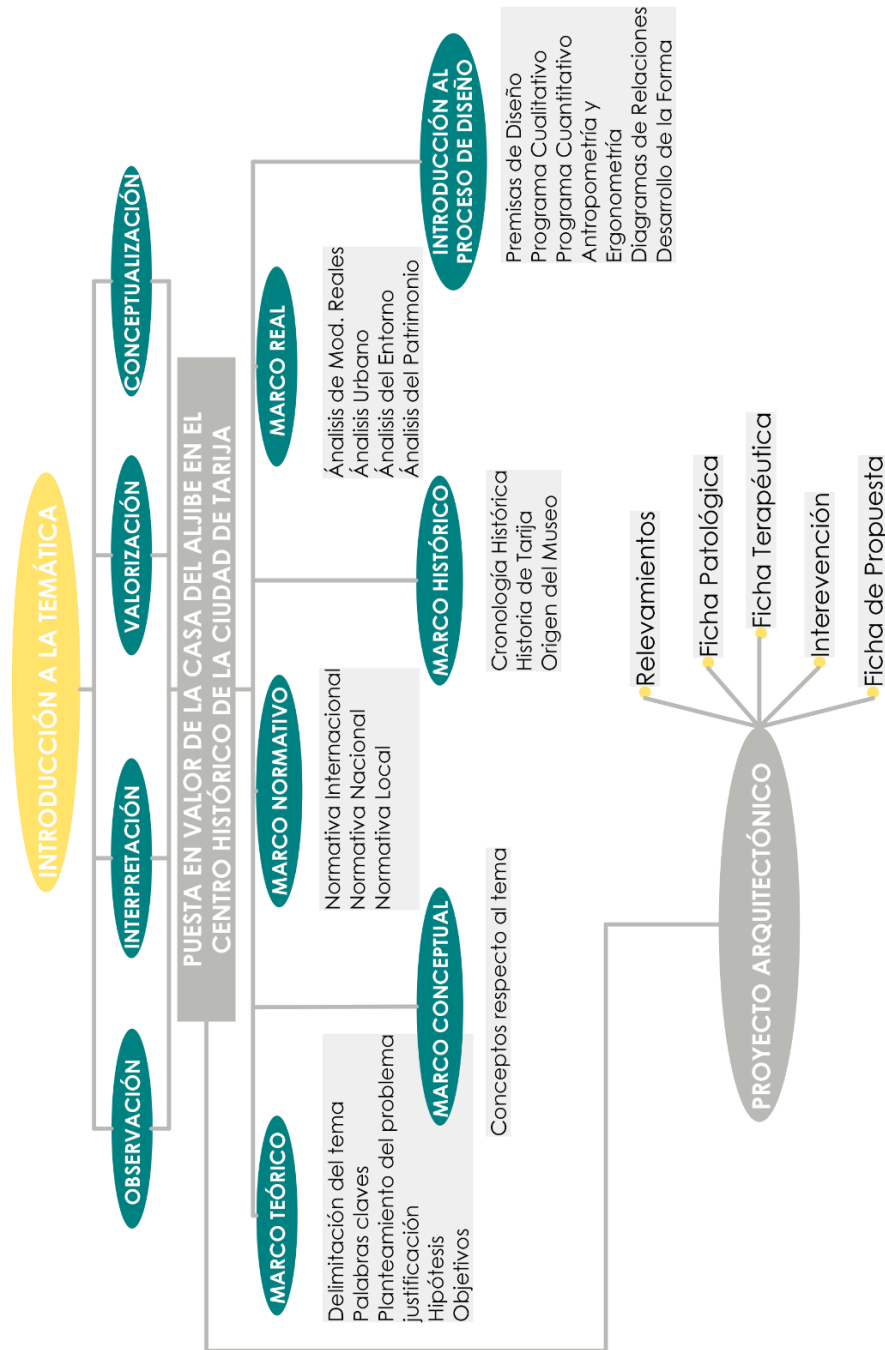 INTRODUCCIÓN A LA TEMÁTICA
OBSERVACIÓN
INTERPRETACIÓN
VALORIZACIÓN
CONCEPTUALIZACIÓN
PUESTA EN VALOR DE LA CASA DEL ALJIBE EN EL
CENTRO HISTÓRICO DE LA CIUDAD DE TARIJA
MARCO TEÓRICO
Delimitación del tema
Palabras claves
Planteamiento del problema
justificación
Hipótesis
Objetivos
MARCO CONCEPTUAL
Conceptos respecto al tema
MARCO NORMATIVO
Normativa Internacional
Normativa Nacional
Normativa Local
MARCO HISTÓRICO
Cronología Histórica
Historia de Tarija
Origen del Museo
MARCO REAL
Ánalisis de Mod. Reales
Ánalisis Urbano
Ánalisis del Entorno
Ánalisis del Patrimonio
INTRODUCCIÓN AL
PROCESO DE DISEÑO
Premisas de Diseño
Programa Cualitativo
Programa Cuantitativo
Antropometría y
Ergonometría
Diagramas de Relaciones
Desarrollo de la Forma
PROYECTO ARQUITECTÓNICO
Relevamientos
Ficha Patológica
Ficha Terapéutica
Interevención
Ficha de Propuesta